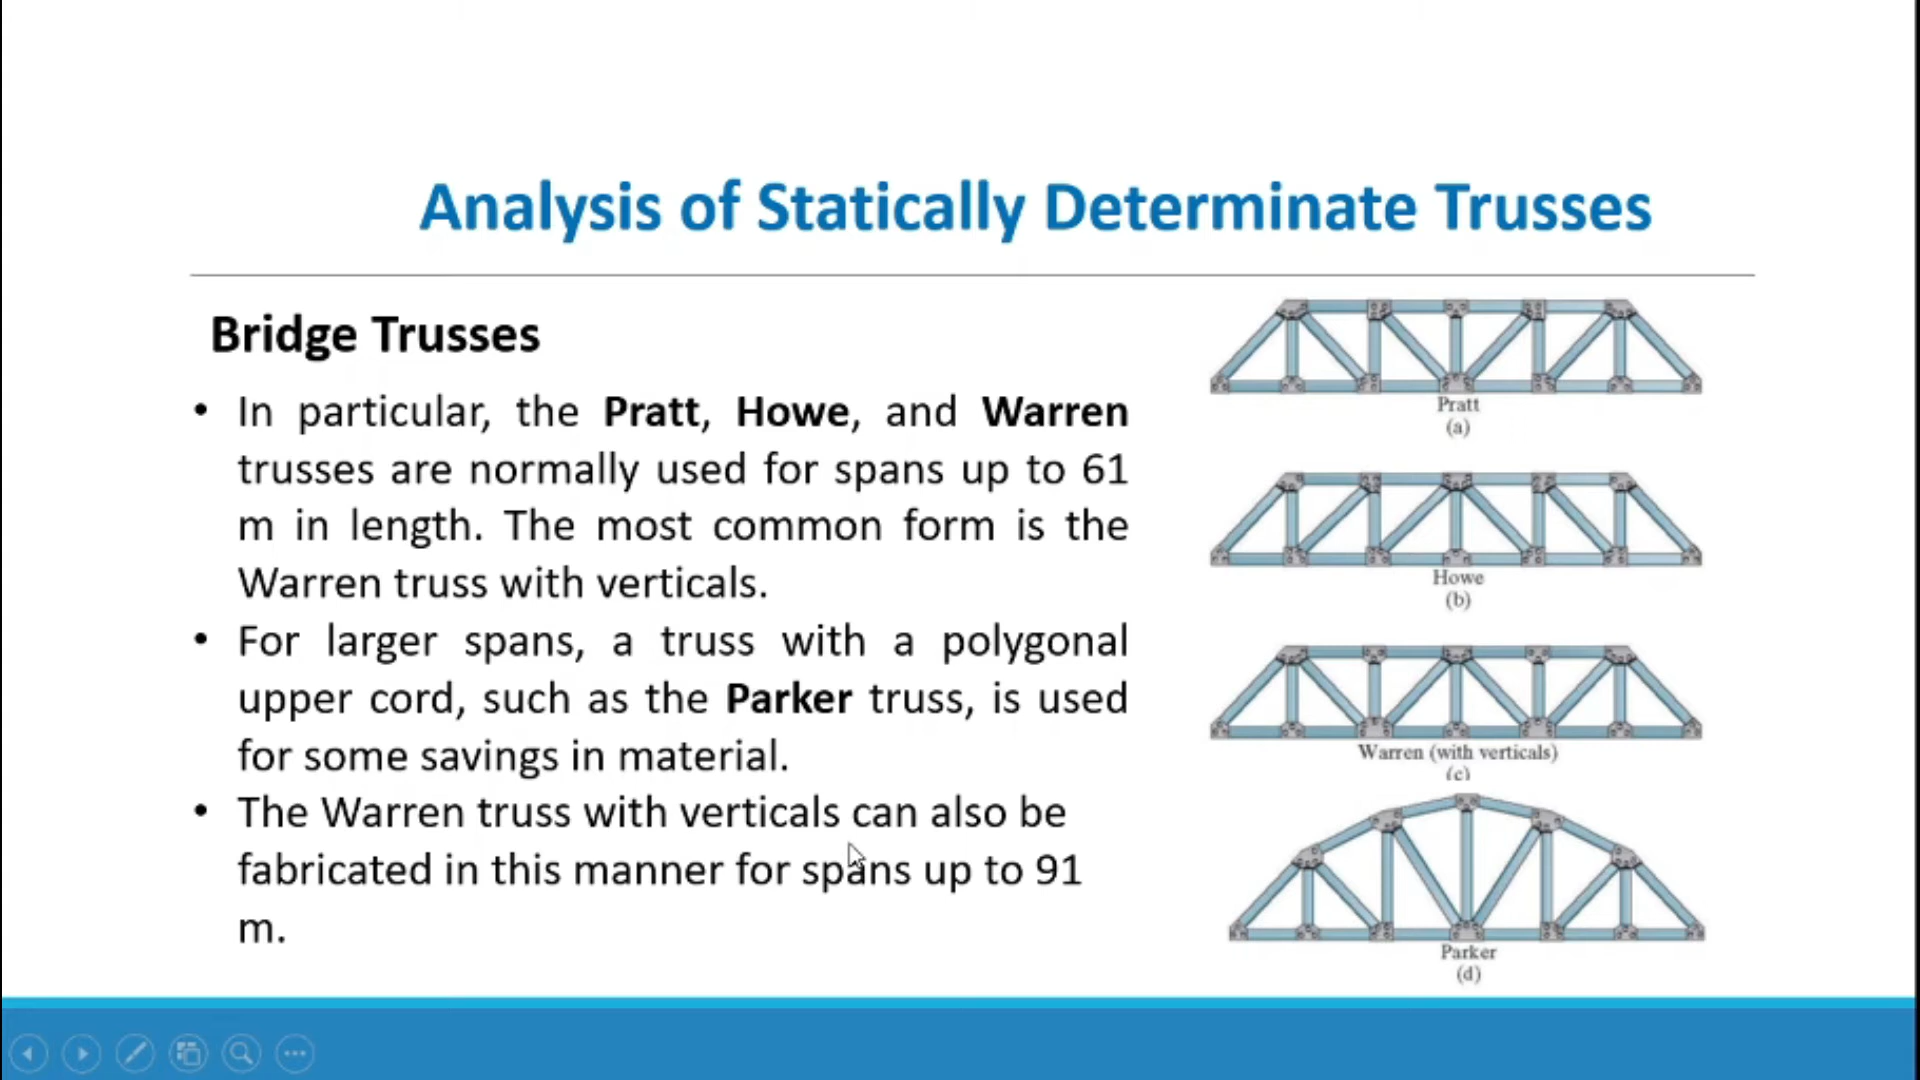 Analysis of Statically Determinate Trusses
Bridge Trusses
• In particular, the Pratt, Howe, and Warren
trusses are normally used for spans up to 61
m in length. The most common form is the
Warren truss with verticals.
• For larger spans, a truss with a polygonal
upper cord, such as the Parker truss, is used
for some savings in material.
• The Warren truss with verticals can also be
fabricated in this manner for spans up to 91
m.
Pratt
(a)
Howe
(b)
Warren (with verticals)
(c)
Parker
(d)